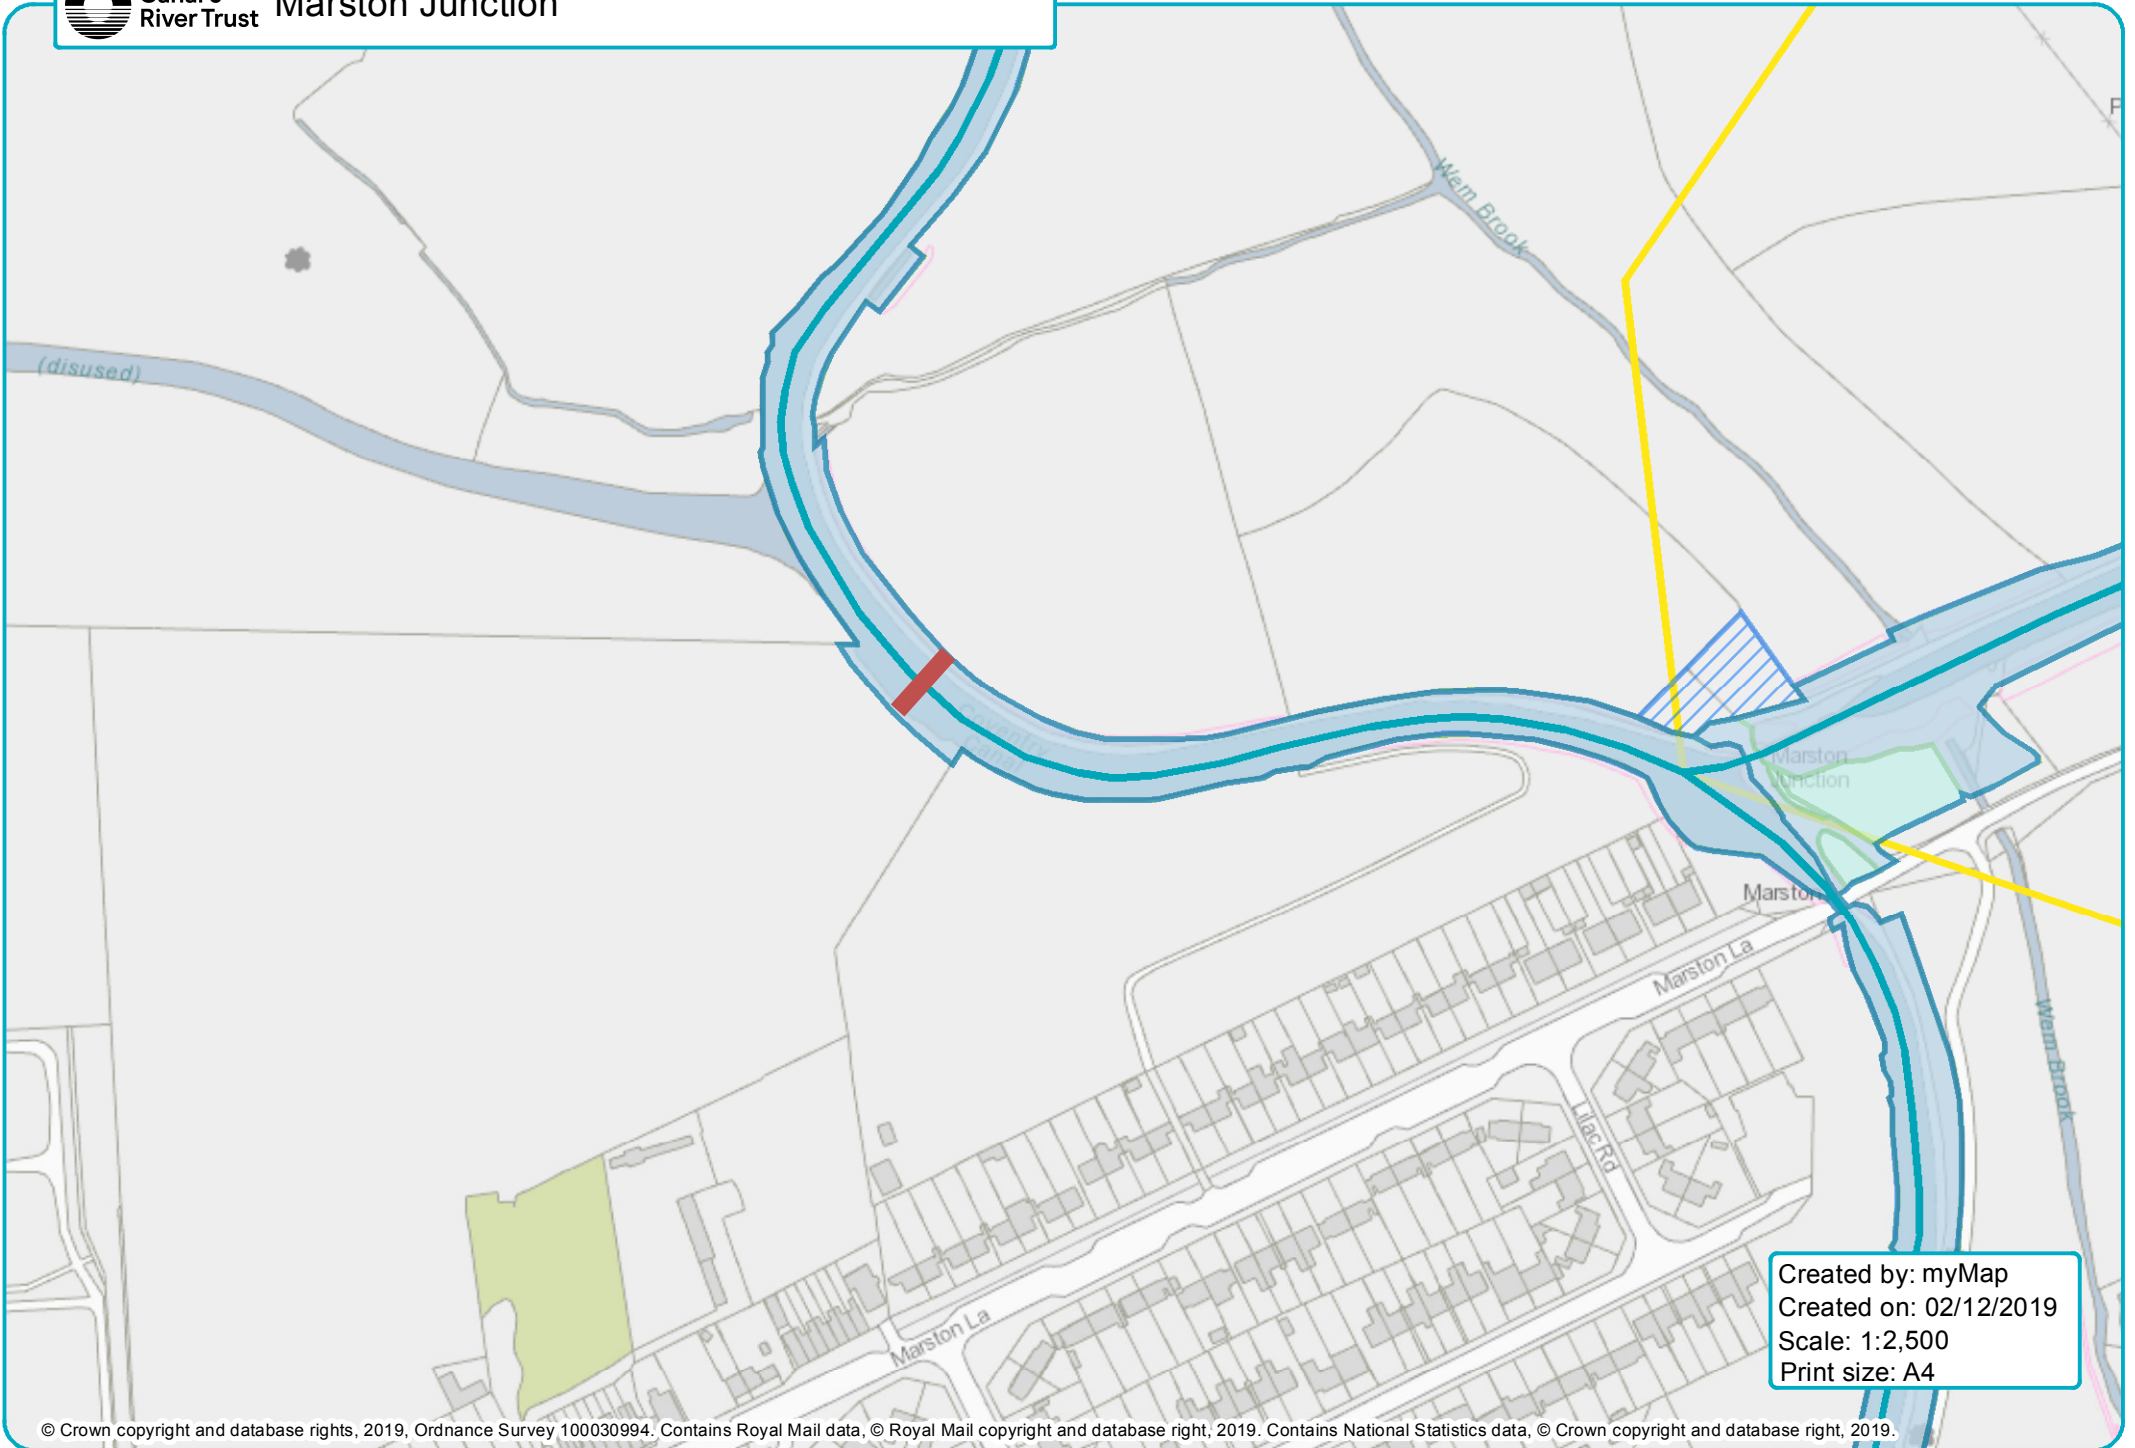 River Trust
Marston Junction
Wem Brook
(disused)
Coventry
Canal
Marston
Junction
Marston
Marston La
Wem Brook
Lilac Rd
Marston La
Created by: myMap
Created on: 02/12/2019
Scale: 1:2,500
Print size: A4
© Crown copyright and database rights, 2019, Ordnance Survey 100030994. Contains Royal Mail data, © Royal Mail copyright and database right, 2019. Contains National Statistics data, © Crown copyright and database right, 2019.